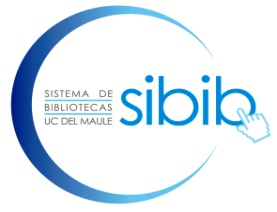 SISTEMA DE
BIBLIOTECAS
UC DEL MAULE
sibib